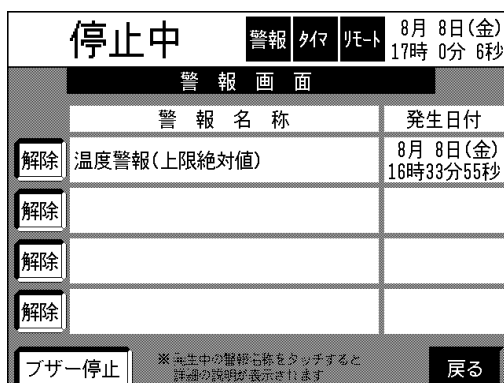 停止中 警報 タイマ リモート 8月 8日(金)
17時 0分 6秒
警報画面
警報名称 発生日付
解除 温度警報(上限絶対値) 8月 8日(金)
16時33分55秒
解除
解除
解除
ブザー停止 ※発生中の警報名称をタッチすると
詳細の説明が表示されます 戻る